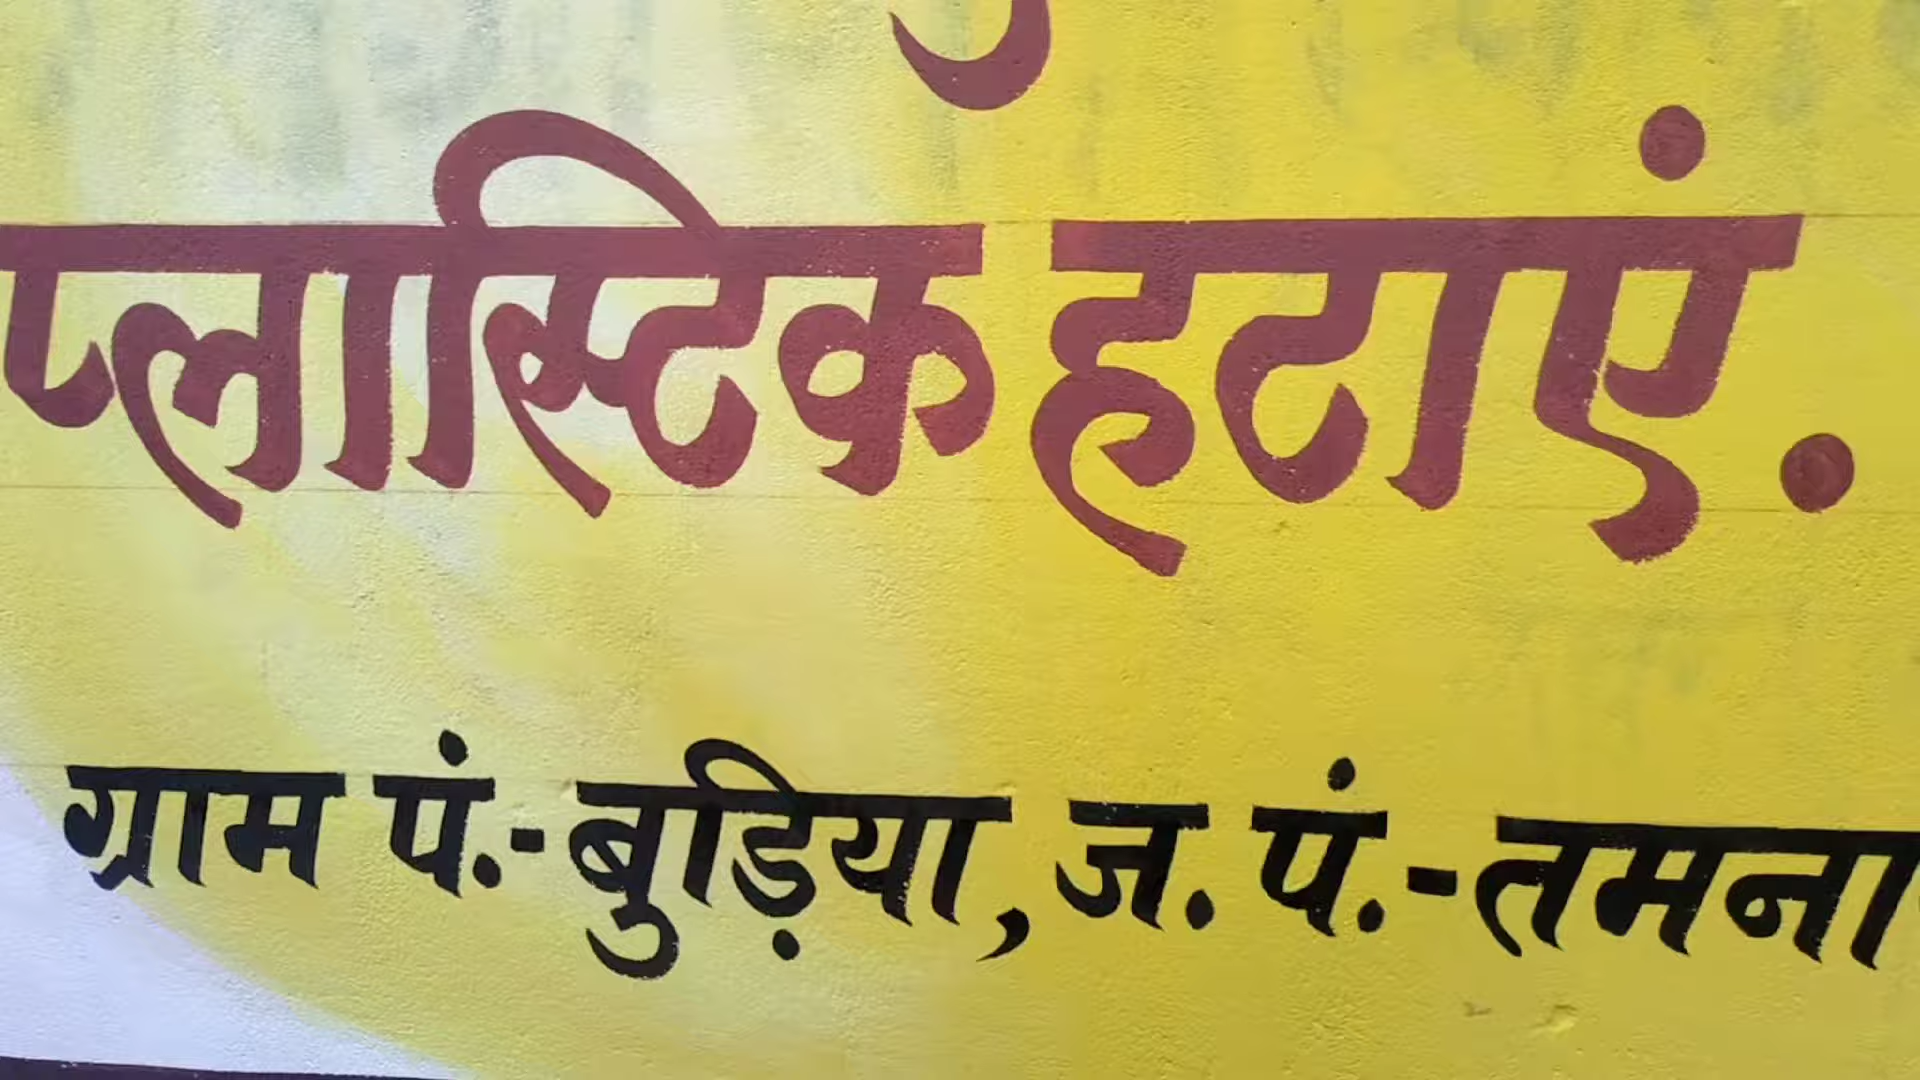 प्लास्टिक हटाएं.
ग्राम पं.-बुड़िया, ज. पं.-तमना